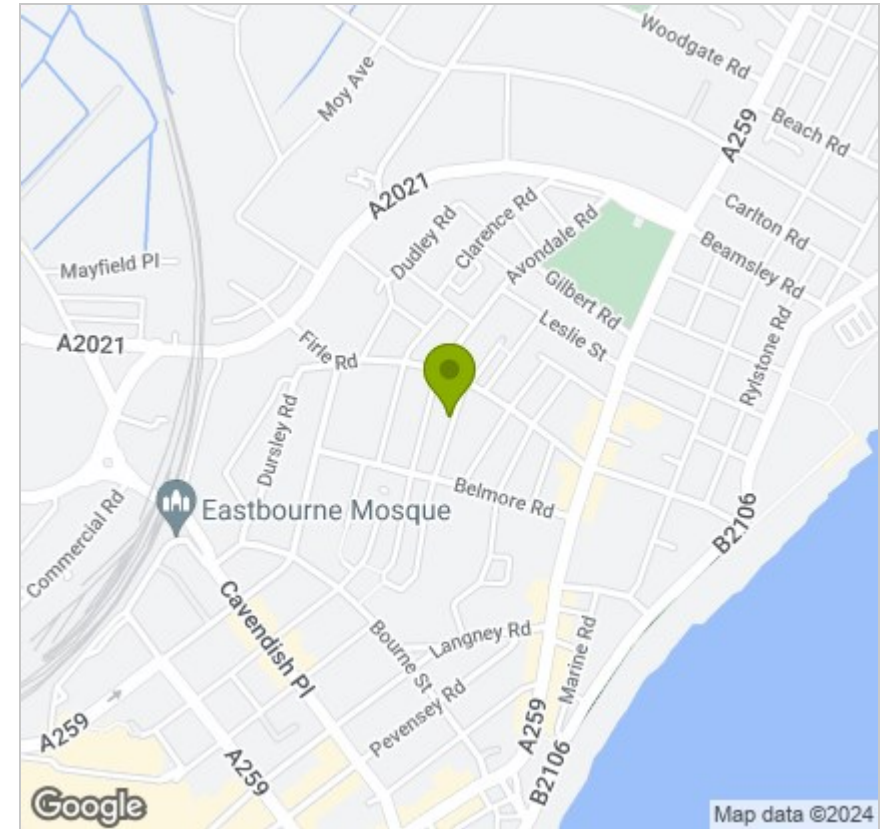 Woodgate Rd
Moy Ave
Beach Rd
A259
A2021
Dudley Rd
Clarence Rd
Avondale Rd
Carlton Rd
Beamsley Rd
Mayfield Pl
Gilbert Rd
Leslie St
A2021
Firle Rd
Rylstone Rd
Dursley Rd
Belmore Rd
Eastbourne Mosque
B2106
Commercial Rd
Cavendish Pl
Bourne St
Langney Rd
Marine Rd
Pevensey Rd
A259
A259
A259
B2106
Google
Map data ©2024